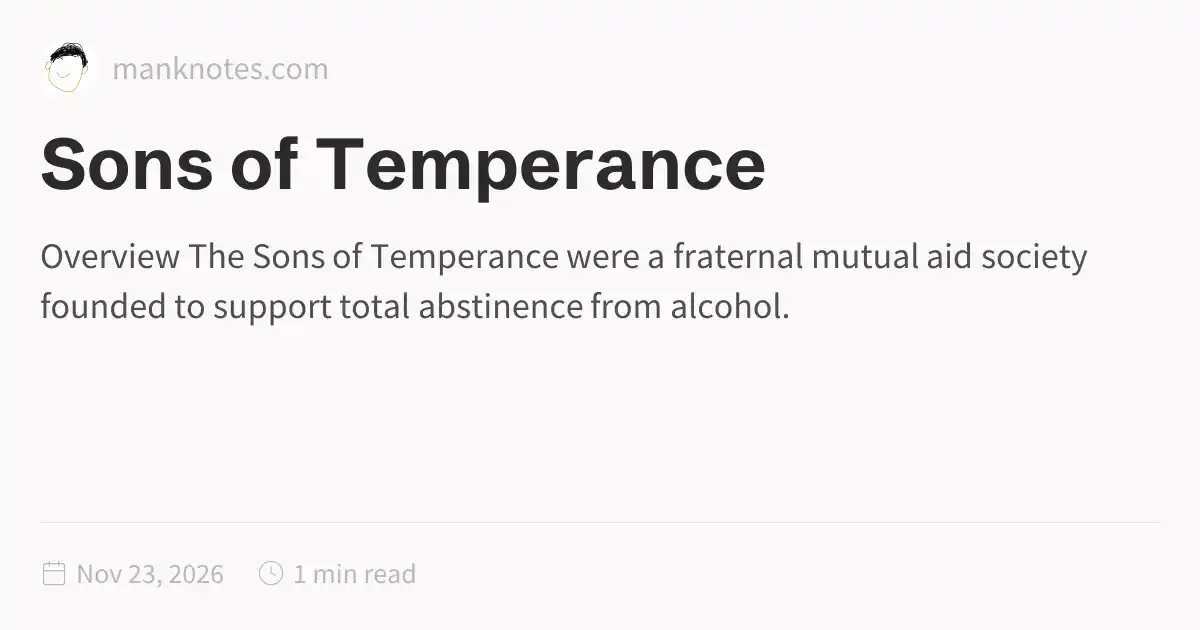 manknotes.com
Sons of Temperance
Overview The Sons of Temperance were a fraternal mutual aid society
founded to support total abstinence from alcohol.
Nov 23, 2026 1 min read